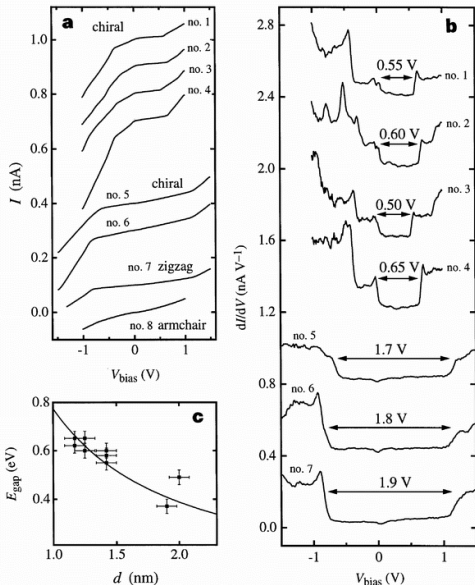 a
chiral
no. 1
no. 2
no. 3
no. 4
chiral
no. 5
no. 6
no. 7 zigzag
no. 8 armchair
1.0
0.8
0.6
0.4
0.2
0.0
I (nA)
-1 0 1
V_bias (V)
c
0.8
0.6
0.4
E_gap (eV)
1.0 1.5 2.0
d (nm)
b
0.55 V
no. 1
0.60 V
no. 2
0.50 V
no. 3
0.65 V
no. 4
no. 5
1.7 V
no. 6
1.8 V
no. 7
1.9 V
2.8
2.4
2.0
1.6
1.2
0.8
0.4
0.0
dI/dV (nA V⁻¹)
-1 0 1
V_bias (V)